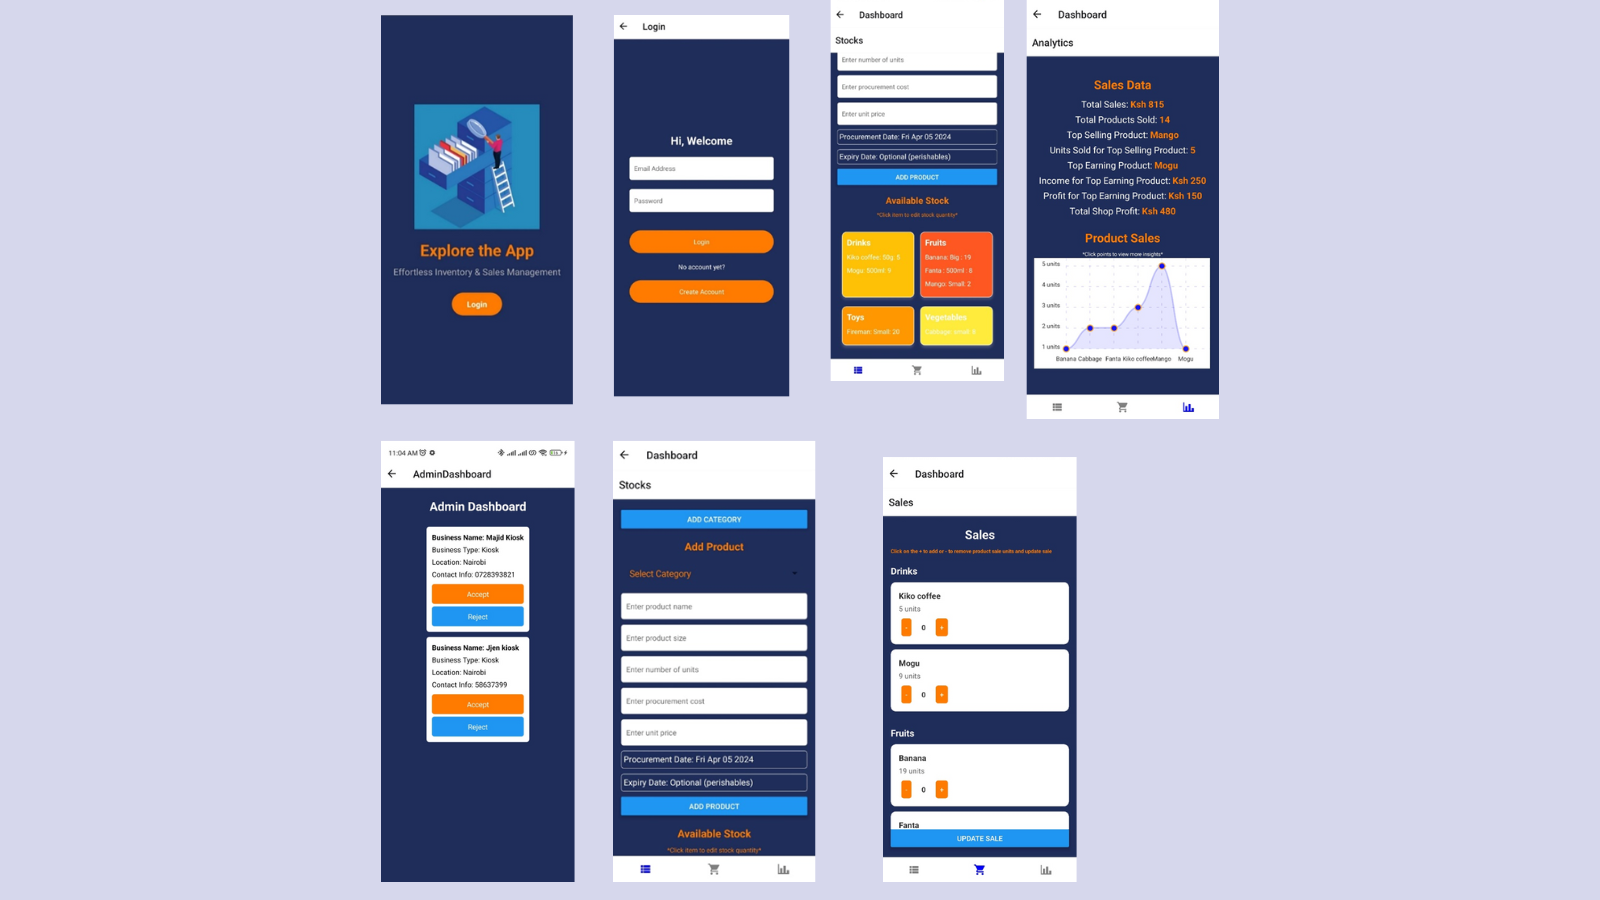 Explore the App
Effortless Inventory & Sales Management
Login
Login
Hi, Welcome
Email Address
Password
Login
No account yet?
Create Account
Dashboard
Stocks
Enter number of units
Enter procurement cost
Enter unit price
Procurement Date: Fri Apr 05 2024
Expiry Date: Optional (perishables)
ADD PRODUCT
Available Stock
*Click item to edit stock quantity*
Drinks
Kiko coffee: 50g: 5
Mogu: 500ml: 9
Fruits
Banana: Big : 19
Fanta : 500ml : 8
Mango: Small: 2
Toys
Fireman: Small: 20
Vegetables
Cabbage: Small: 6
Dashboard
Analytics
Sales Data
Total Sales: Ksh 815
Total Products Sold: 14
Top Selling Product: Mango
Units Sold for Top Selling Product: 5
Top Earning Product: Mogu
Income for Top Earning Product: Ksh 250
Profit for Top Earning Product: Ksh 150
Total Shop Profit: Ksh 480
Product Sales
*Click points to view more insights*
5 units
4 units
3 units
2 units
1 units
Banana Cabbage Fanta Kiko coffee Mango Mogu
11:04 AM
AdminDashboard
Admin Dashboard
Business Name: Majid Kiosk
Business Type: Kiosk
Location: Nairobi
Contact Info: 0728393821
Accept
Reject
Business Name: Jjen kiosk
Business Type: Kiosk
Location: Nairobi
Contact Info: 58637399
Accept
Reject
Dashboard
Stocks
ADD CATEGORY
Add Product
Select Category
Enter product name
Enter product size
Enter number of units
Enter procurement cost
Enter unit price
Procurement Date: Fri Apr 05 2024
Expiry Date: Optional (perishables)
ADD PRODUCT
Available Stock
*Click item to edit stock quantity*
Dashboard
Sales
Sales
Click on the + to add or - to remove product sale units and update sale
Drinks
Kiko coffee
5 units
- 0 +
Mogu
9 units
- 0 +
Fruits
Banana
19 units
- 0 +
Fanta
UPDATE SALE